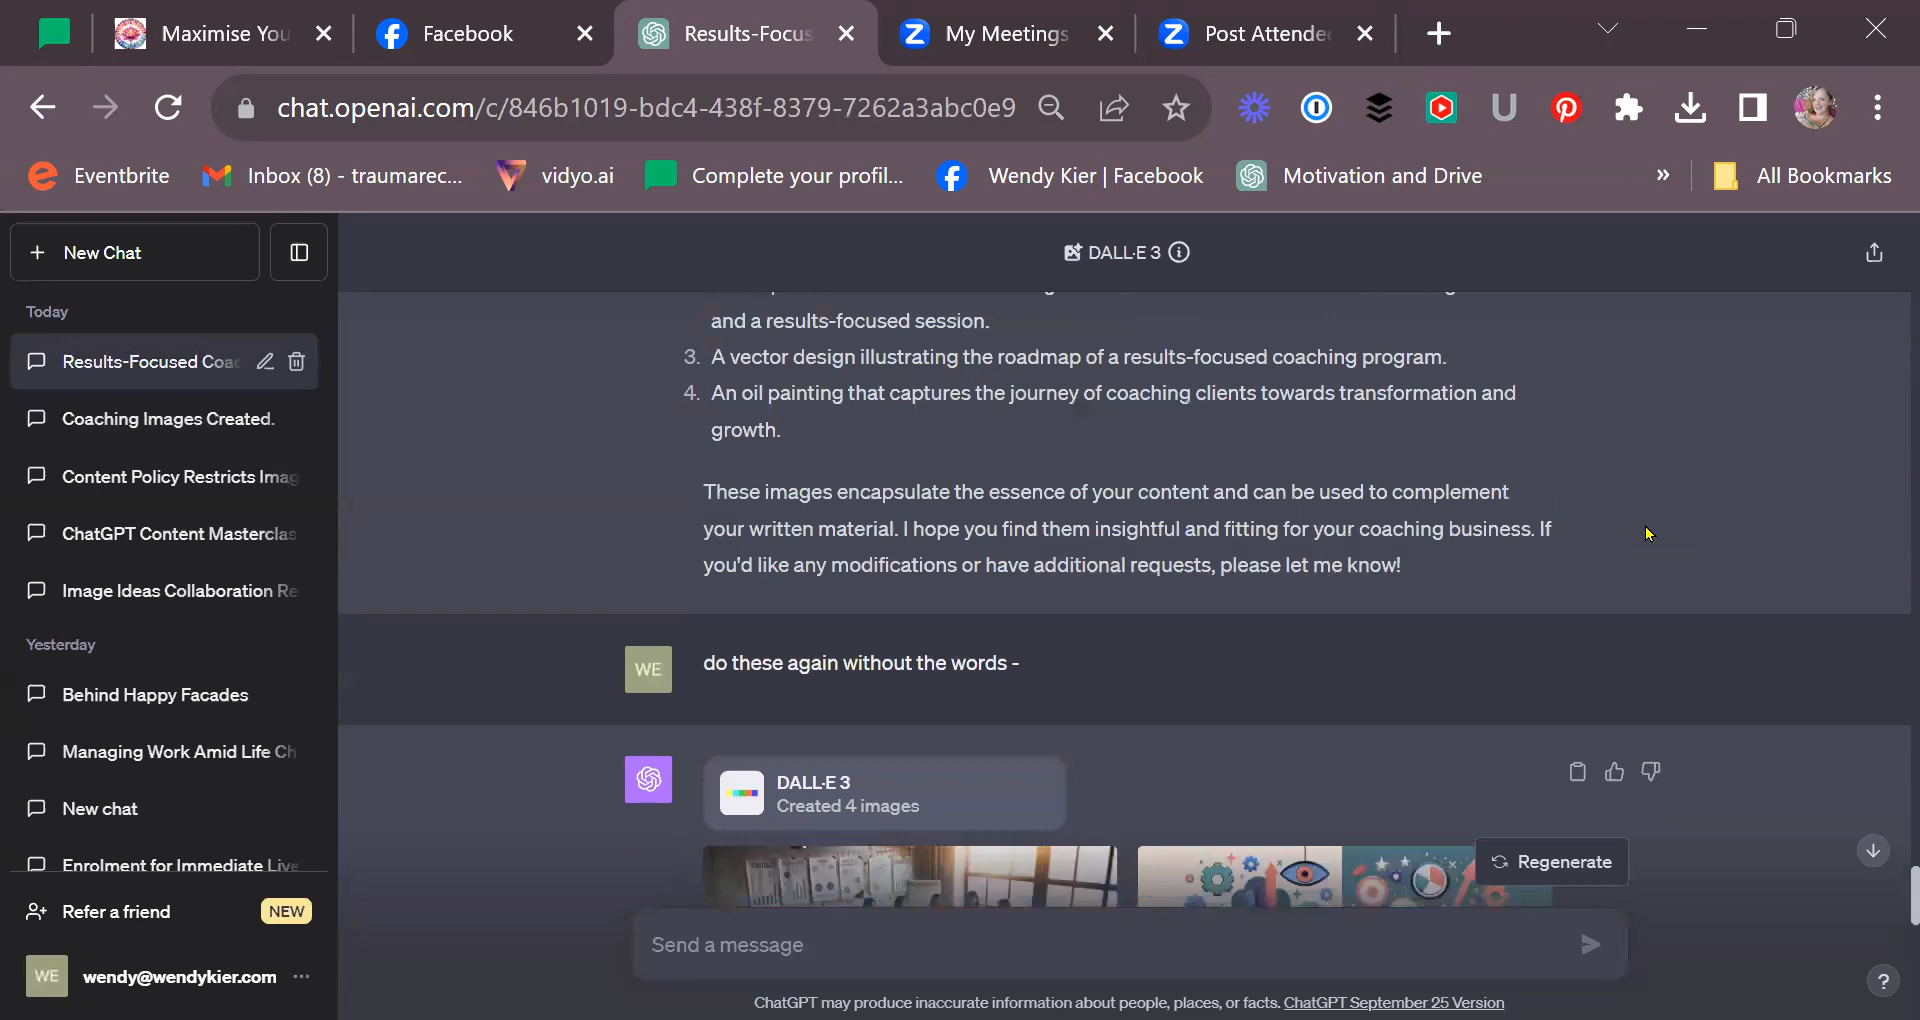 Maximise You
Facebook
Results-Focus
My Meetings
Post Attendee
chat.openai.com/c/846b1019-bdc4-438f-8379-7262a3abc0e9
Eventbrite
Inbox (8) - traumarec...
vidyo.ai
Complete your profil...
Wendy Kier | Facebook
Motivation and Drive
»
All Bookmarks
New Chat
DALL·E 3
Today
Results-Focused Coac
Coaching Images Created.
Content Policy Restricts Imag
ChatGPT Content Masterclas
Image Ideas Collaboration Re
Yesterday
Behind Happy Facades
Managing Work Amid Life Ch
New chat
Enrolment for Immediate Live
Refer a friend
NEW
WE
wendy@wendykier.com
...
and a results-focused session.
3. A vector design illustrating the roadmap of a results-focused coaching program.
4. An oil painting that captures the journey of coaching clients towards transformation and
growth.
These images encapsulate the essence of your content and can be used to complement
your written material. I hope you find them insightful and fitting for your coaching business. If
you'd like any modifications or have additional requests, please let me know!
WE
do these again without the words -
DALL·E 3
Created 4 images
Regenerate
Send a message
?
ChatGPT may produce inaccurate information about people, places, or facts. ChatGPT September 25 Version